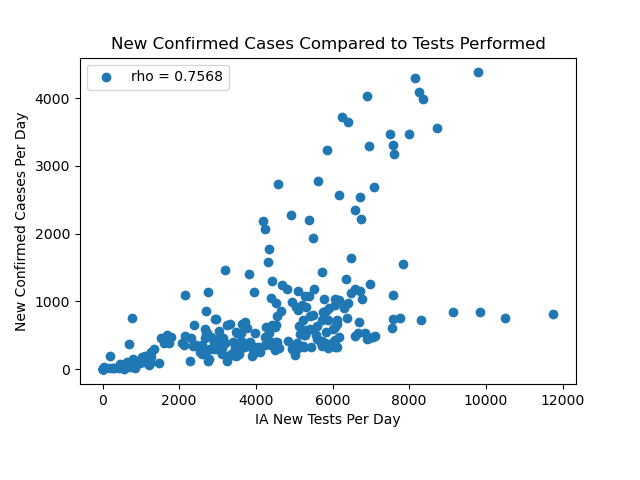 New Confirmed Cases Compared to Tests Performed
rho = 0.7568
New Confirmed Caeses Per Day
4000
3000
2000
1000
0
0 2000 4000 6000 8000 10000 12000
IA New Tests Per Day